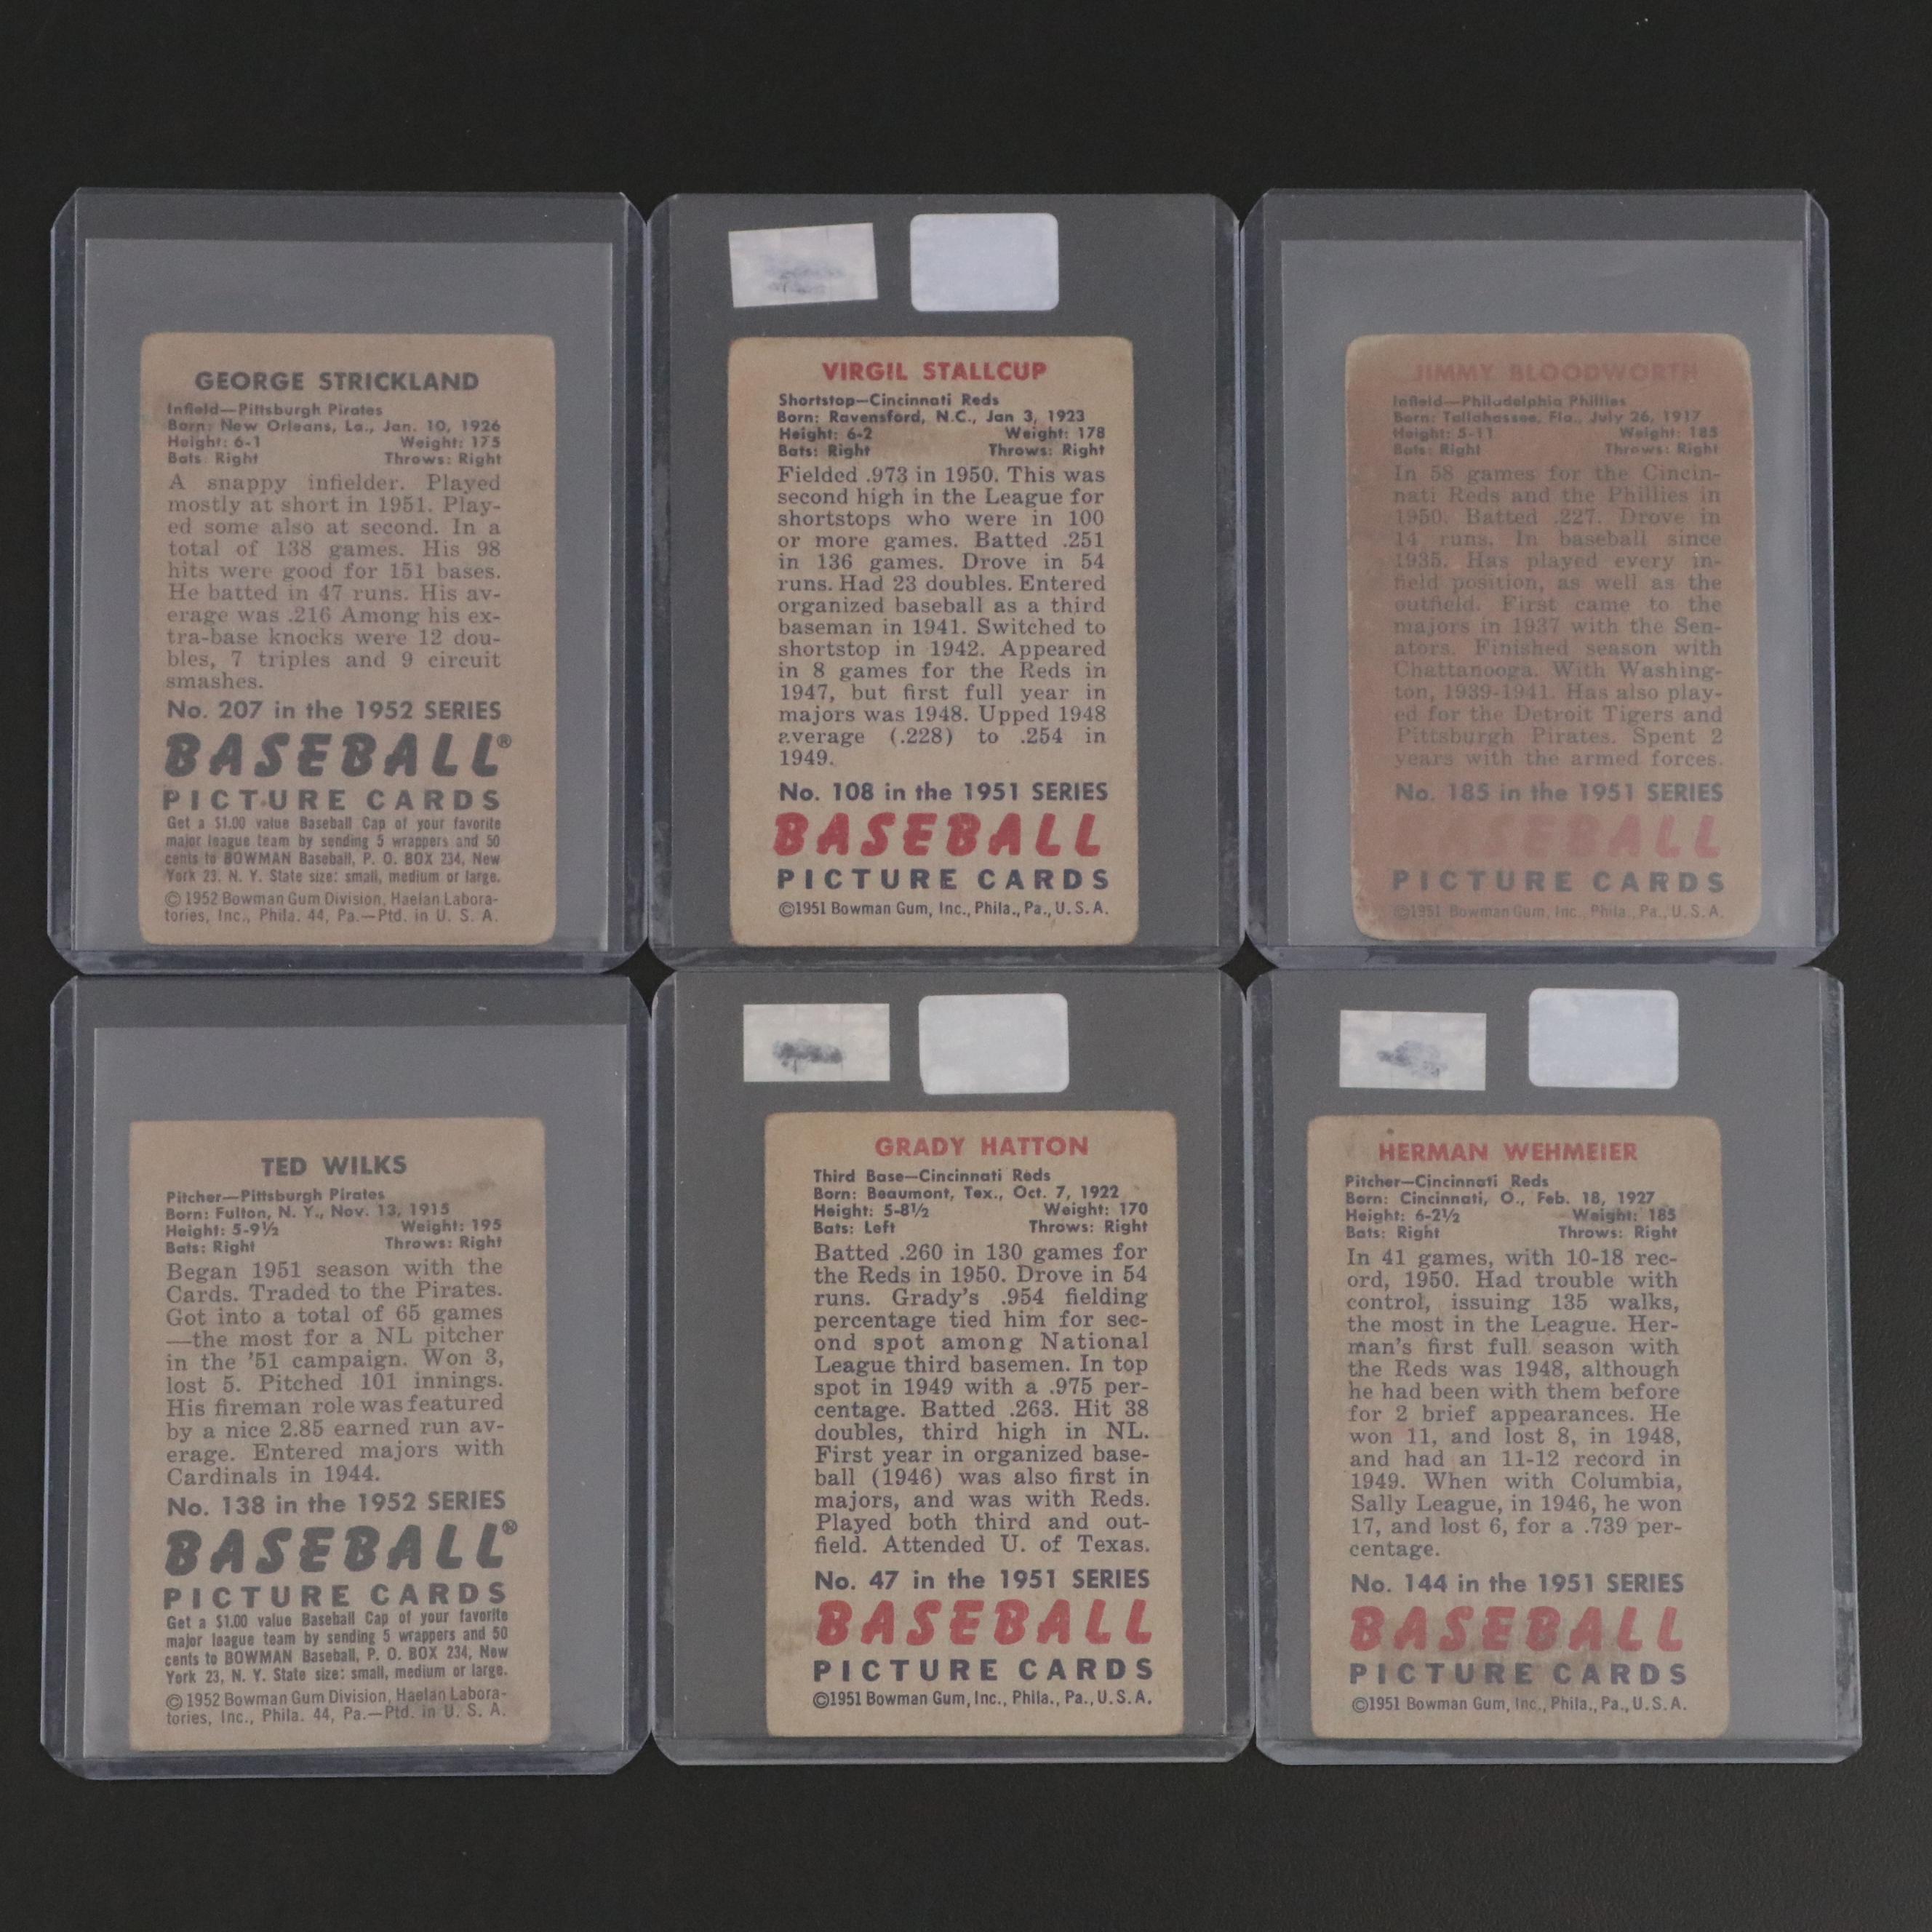 GEORGE STRICKLAND
Infield—Pittsburgh Pirates
Born: New Orleans, La., Jan. 10, 1926
Height: 6-1 Weight: 175
Bats: Right Throws: Right
A snappy infielder. Played
mostly at short in 1951. Play-
ed some also at second. In a
total of 138 games. His 98
hits were good for 151 bases.
He batted in 47 runs. His av-
erage was .216 Among his ex-
tra-base knocks were 12 dou-
bles, 7 triples and 9 circuit
smashes.
No. 207 in the 1952 SERIES
BASEBALL®
PICTURE CARDS
Get a $1.00 value Baseball Cap of your favorite
major league team by sending 5 wrappers and 50
cents to BOWMAN Baseball, P. O. BOX 234, New
York 23, N. Y. State size: small, medium or large.
©1952 Bowman Gum Division, Haelan Labora-
tories, Inc., Phila. 44, Pa.—Ptd. in U. S. A.
VIRGIL STALLCUP
Shortstop—Cincinnati Reds
Born: Ravensford, N.C., Jan 3, 1923
Height: 6-2 Weight: 178
Bats: Right Throws: Right
Fielded .973 in 1950. This was
second high in the League for
shortstops who were in 100
or more games. Batted .251
in 136 games. Drove in 54
runs. Had 23 doubles. Entered
organized baseball as a third
baseman in 1941. Switched to
shortstop in 1942. Appeared
in 8 games for the Reds in
1947, but first full year in
majors was 1948. Upped 1948
average (.228) to .254 in
1949.
No. 108 in the 1951 SERIES
BASEBALL
PICTURE CARDS
©1951 Bowman Gum, Inc., Phila., Pa., U.S.A.
JIMMY BLOODWORTH
Infield—Philadelphia Phillies
Born: Tallahassee, Fla., July 26, 1917
Height: 5-11 Weight: 185
Bats: Right Throws: Right
In 58 games for the Cincin-
nati Reds and the Phillies in
1950. Batted .227. Drove in
14 runs. In baseball since
1935. Has played every in-
field position, as well as the
outfield. First came to the
majors in 1937 with the Sen-
ators. Finished season with
Chattanooga. With Washing-
ton, 1939-1941. Has also play-
ed for the Detroit Tigers and
Pittsburgh Pirates. Spent 2
years with the armed forces.
No. 185 in the 1951 SERIES
BASEBALL
PICTURE CARDS
©1951 Bowman Gum, Inc., Phila., Pa., U.S.A.
TED WILKS
Pitcher—Pittsburgh Pirates
Born: Fulton, N. Y., Nov. 13, 1915
Height: 5-9½ Weight: 195
Bats: Right Throws: Right
Began 1951 season with the
Cards. Traded to the Pirates.
Got into a total of 65 games
—the most for a NL pitcher
in the '51 campaign. Won 3,
lost 5. Pitched 101 innings.
His fireman role was featured
by a nice 2.85 earned run av-
erage. Entered majors with
Cardinals in 1944.
No. 138 in the 1952 SERIES
BASEBALL®
PICTURE CARDS
Get a $1.00 value Baseball Cap of your favorite
major league team by sending 5 wrappers and 50
cents to BOWMAN Baseball, P. O. BOX 234, New
York 23, N. Y. State size: small, medium or large.
©1952 Bowman Gum Division, Haelan Labora-
tories, Inc., Phila. 44, Pa.—Ptd. in U. S. A.
GRADY HATTON
Third Base—Cincinnati Reds
Born: Beaumont, Tex., Oct. 7, 1922
Height: 5-8½ Weight: 170
Bats: Left Throws: Right
Batted .260 in 130 games for
the Reds in 1950. Drove in 54
runs. Grady's .954 fielding
percentage tied him for sec-
ond spot among National
League third basemen. In top
spot in 1949 with a .975 per-
centage. Batted .263. Hit 38
doubles, third high in NL.
First year in organized base-
ball (1946) was also first in
majors, and was with Reds.
Played both third and out-
field. Attended U. of Texas.
No. 47 in the 1951 SERIES
BASEBALL
PICTURE CARDS
©1951 Bowman Gum, Inc., Phila., Pa., U.S.A.
HERMAN WEHMEIER
Pitcher—Cincinnati Reds
Born: Cincinnati, O., Feb. 18, 1927
Height: 6-2½ Weight: 185
Bats: Right Throws: Right
In 41 games, with 10-18 rec-
ord, 1950. Had trouble with
control, issuing 135 walks,
the most in the League. Her-
man's first full season with
the Reds was 1948, although
he had been with them before
for 2 brief appearances. He
won 11, and lost 8, in 1948,
and had an 11-12 record in
1949. When with Columbia,
Sally League, in 1946, he won
17, and lost 6, for a .739 per-
centage.
No. 144 in the 1951 SERIES
BASEBALL
PICTURE CARDS
©1951 Bowman Gum, Inc., Phila., Pa., U.S.A.